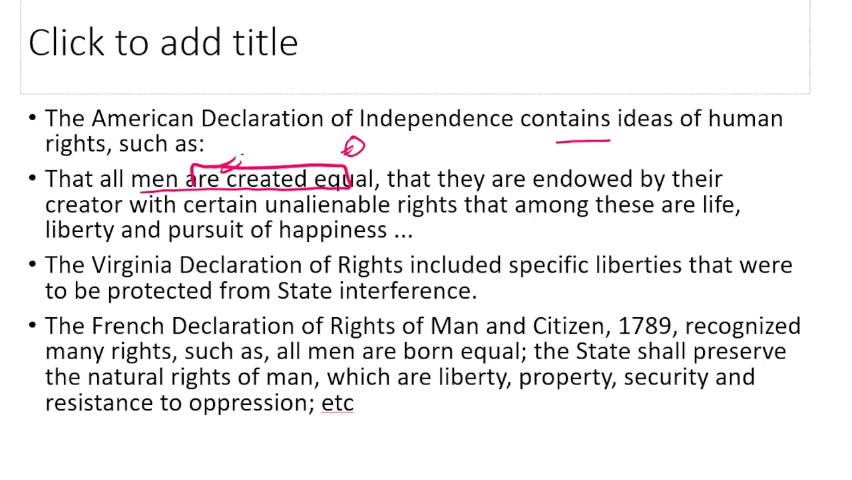 Click to add title
• The American Declaration of Independence contains ideas of human
rights, such as:
• That all men are created equal, that they are endowed by their
creator with certain unalienable rights that among these are life,
liberty and pursuit of happiness ...
• The Virginia Declaration of Rights included specific liberties that were
to be protected from State interference.
• The French Declaration of Rights of Man and Citizen, 1789, recognized
many rights, such as, all men are born equal; the State shall preserve
the natural rights of man, which are liberty, property, security and
resistance to oppression; etc